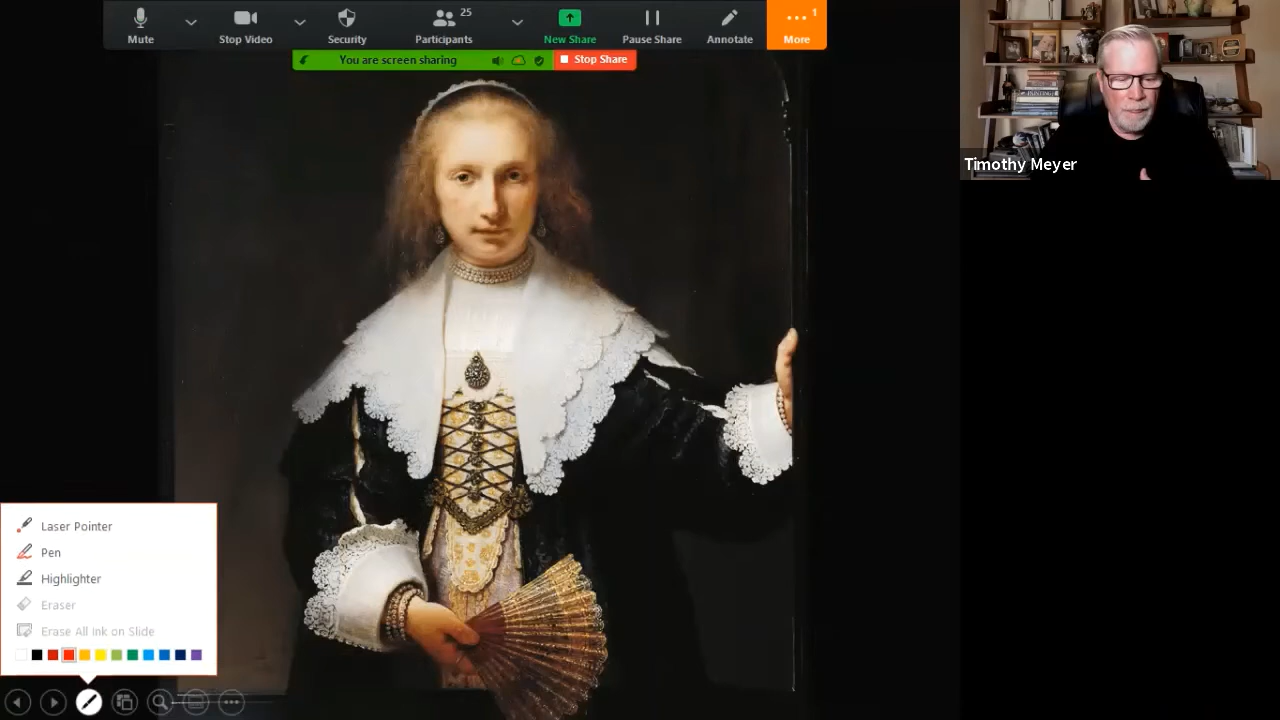 Mute
Stop Video
Security
Participants
25
New Share
Pause Share
Annotate
More
1
You are screen sharing
Stop Share
Timothy Meyer
Laser Pointer
Pen
Highlighter
Eraser
Erase All Ink on Slide